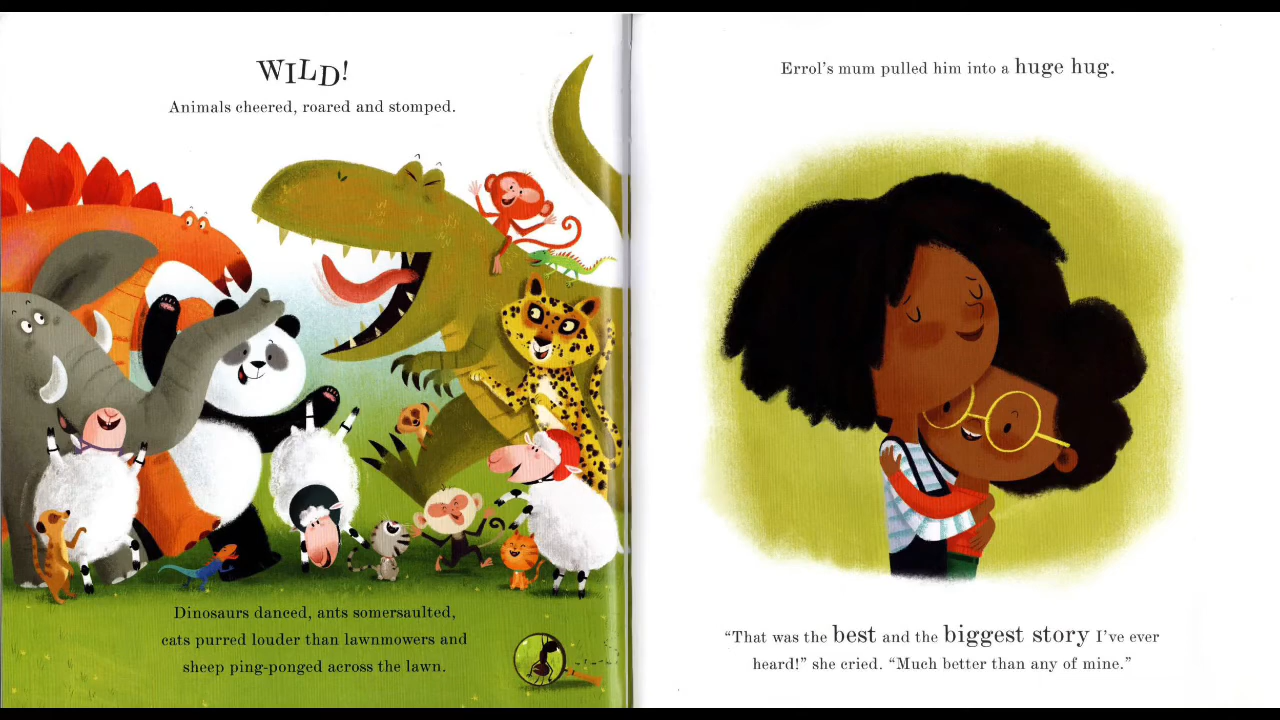 WILD!
Animals cheered, roared and stomped.
Dinosaurs danced, ants somersaulted,
cats purred louder than lawnmowers and
sheep ping-ponged across the lawn.
Errol’s mum pulled him into a huge hug.
“That was the best and the biggest story I’ve ever
heard!” she cried. “Much better than any of mine.”